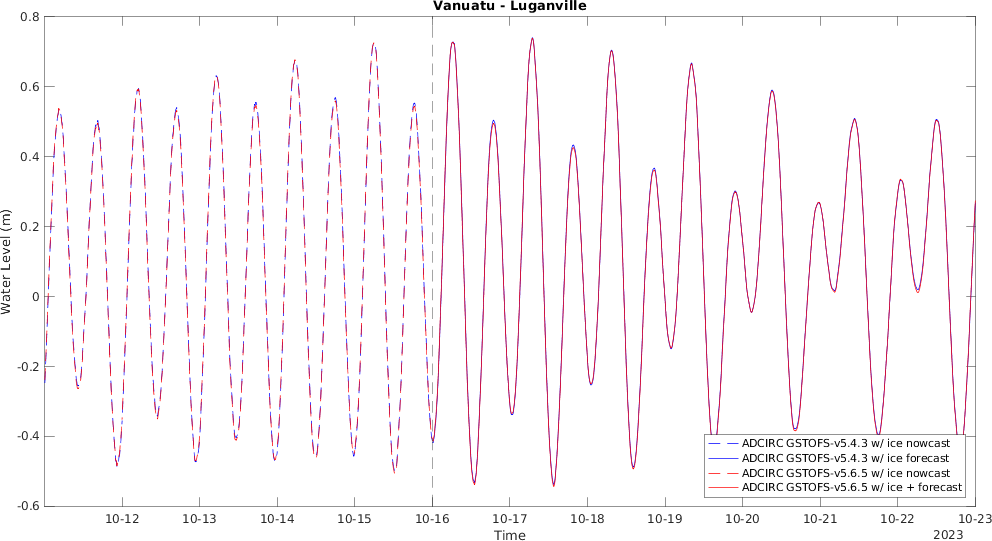 Vanuatu - Luganville
0.8
0.6
0.4
0.2
0
-0.2
-0.4
-0.6
Water Level (m)
ADCIRC GSTOFS-v5.4.3 w/ ice nowcast
ADCIRC GSTOFS-v5.4.3 w/ ice forecast
ADCIRC GSTOFS-v5.6.5 w/ ice nowcast
ADCIRC GSTOFS-v5.6.5 w/ ice + forecast
10-12 10-13 10-14 10-15 10-16 10-17 10-18 10-19 10-20 10-21 10-22 10-23
Time
2023